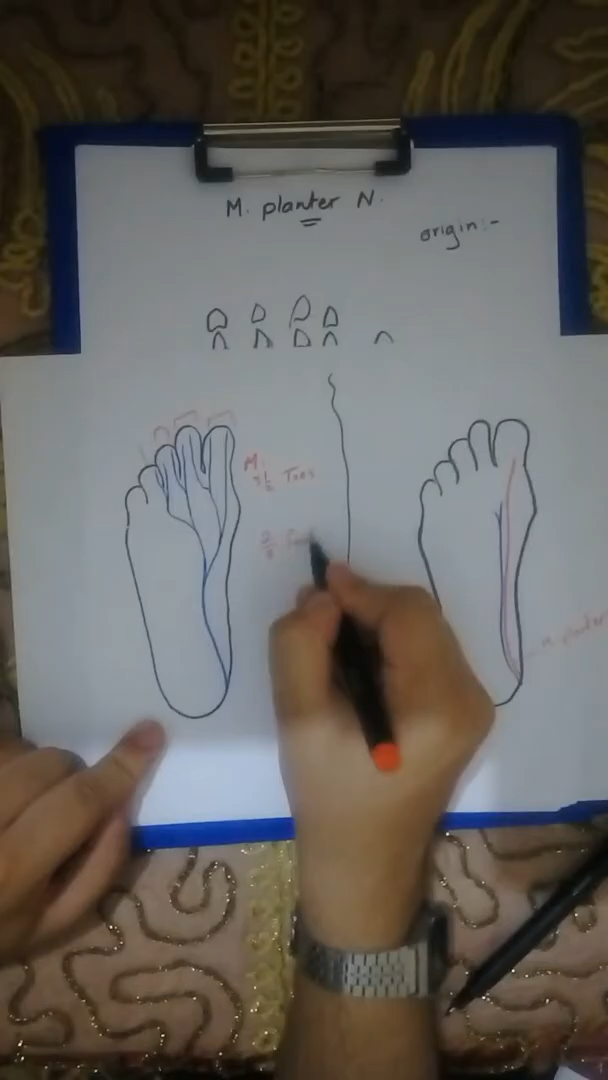 M. planter N.
origin:-
M.
3½ Toes
m. planter